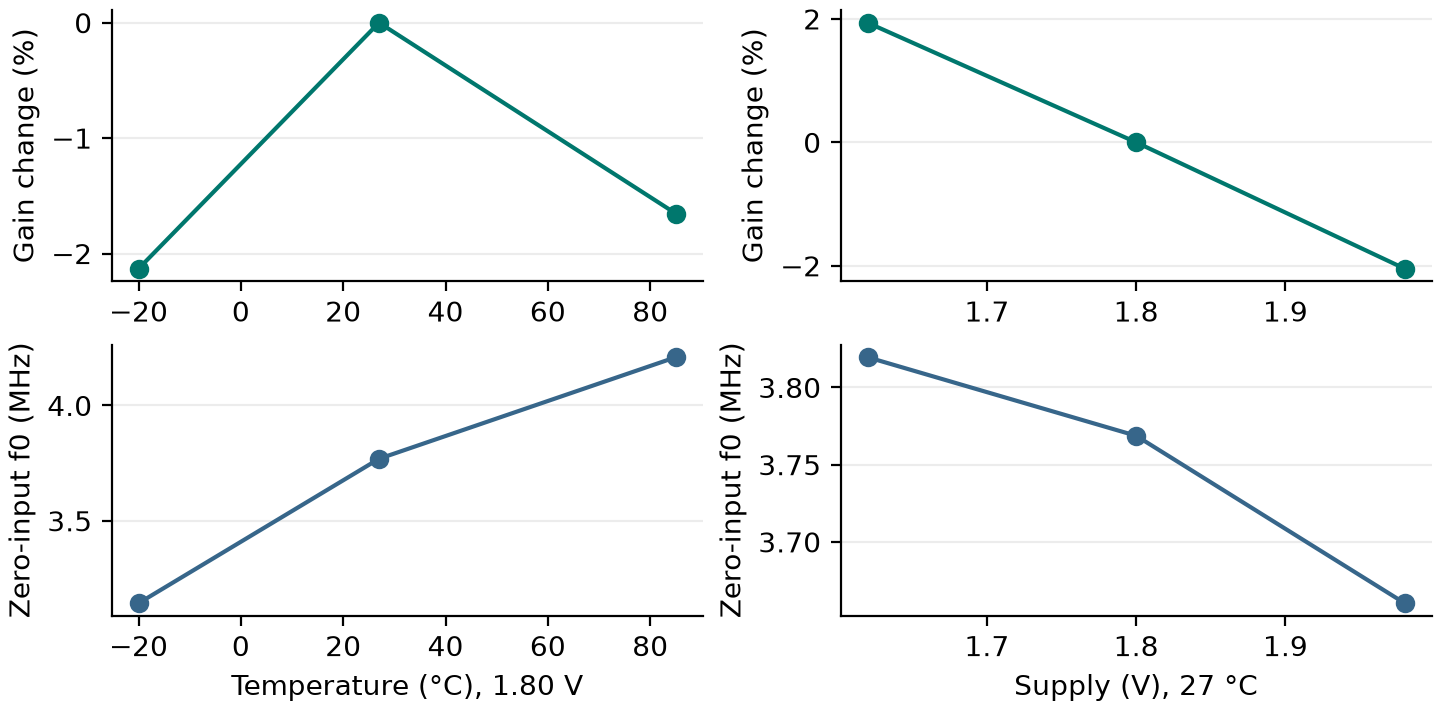 Gain change (%)
0
−1
−2
−20 0 20 40 60 80
Gain change (%)
2
0
−2
1.7 1.8 1.9
Zero-input f0 (MHz)
4.0
3.5
−20 0 20 40 60 80
Temperature (°C), 1.80 V
Zero-input f0 (MHz)
3.80
3.75
3.70
1.7 1.8 1.9
Supply (V), 27 °C